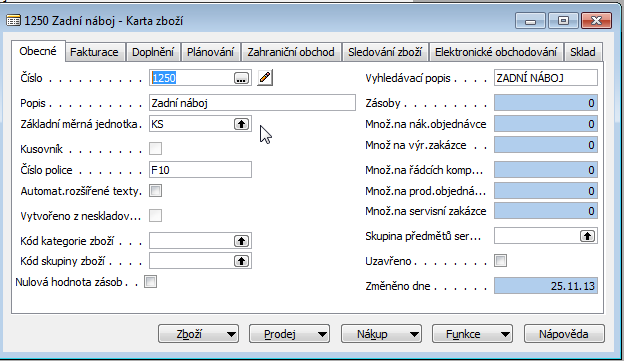 1250 Zadní náboj - Karta zboží
Obecné Fakturace Doplnění Plánování Zahraniční obchod Sledování zboží Elektronické obchodování Sklad
Číslo . . . . . . . . . . 1250 ...
Popis . . . . . . . . . . Zadní náboj
Základní měrná jednotka. KS
Kusovník . . . . . . . .
Číslo police . . . . . . . F10
Automat.rozšířené texty.
Vytvořeno z neskladov...
Kód kategorie zboží . . .
Kód skupiny zboží . . . .
Nulová hodnota zásob . .
Vyhledávací popis . . . . ZADNÍ NÁBOJ
Zásoby . . . . . . . . . 0
Množ.na nák.objednávce 0
Množ na výr.zakázce . . 0
Množ.na řádcích komp... 0
Množ.na prod.objedná... 0
Množ.na servisní zakázce 0
Skupina předmětů ser...
Uzavřeno . . . . . . . .
Změněno dne . . . . . . 25.11.13
Zboží Prodej Nákup Funkce Nápověda